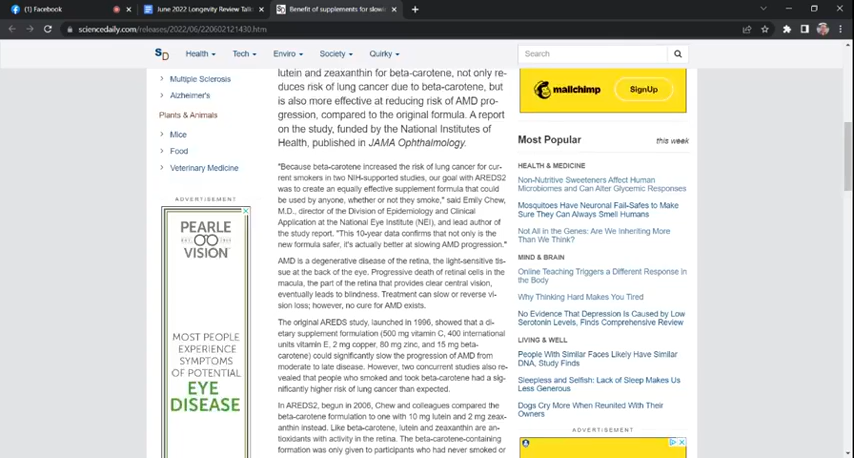 (1) Facebook
June 2022 Longevity Review Talk
Benefit of supplements for slowi
sciencedaily.com/releases/2022/06/220602121430.htm
SD
Health
Tech
Enviro
Society
Quirky
Search
Multiple Sclerosis
Alzheimer's
Plants & Animals
Mice
Food
Veterinary Medicine
ADVERTISEMENT
PEARLE
VISION
MOST PEOPLE
EXPERIENCE
SYMPTOMS
OF POTENTIAL
EYE
DISEASE
lutein and zeaxanthin for beta-carotene, not only re-
duces risk of lung cancer due to beta-carotene, but
is also more effective at reducing risk of AMD pro-
gression, compared to the original formula. A report
on the study, funded by the National Institutes of
Health, published in JAMA Ophthalmology.
"Because beta-carotene increased the risk of lung cancer for cur-
rent smokers in two NIH-supported studies, our goal with AREDS2
was to create an equally effective supplement formula that could
be used by anyone, whether or not they smoke," said Emily Chew,
M.D., director of the Division of Epidemiology and Clinical
Application at the National Eye Institute (NEI), and lead author of
the study report. "This 10-year data confirms that not only is the
new formula safer, it's actually better at slowing AMD progression."
AMD is a degenerative disease of the retina, the light-sensitive tis-
sue at the back of the eye. Progressive death of retinal cells in the
macula, the part of the retina that provides clear central vision,
eventually leads to blindness. Treatment can slow or reverse vi-
sion loss; however, no cure for AMD exists.
The original AREDS study, launched in 1996, showed that a di-
etary supplement formulation (500 mg vitamin C, 400 international
units vitamin E, 2 mg copper, 80 mg zinc, and 15 mg beta-
carotene) could significantly slow the progression of AMD from
moderate to late disease. However, two concurrent studies also re-
vealed that people who smoked and took beta-carotene had a sig-
nificantly higher risk of lung cancer than expected.
In AREDS2, begun in 2006, Chew and colleagues compared the
beta-carotene formulation to one with 10 mg lutein and 2 mg zeax-
anthin instead. Like beta-carotene, lutein and zeaxanthin are an-
tioxidants with activity in the retina. The beta-carotene-containing
formation was only given to participants who had never smoked or
mailchimp
SignUp
Most Popular
this week
HEALTH & MEDICINE
Non-Nutritive Sweeteners Affect Human
Microbiomes and Can Alter Glycemic Responses
Mosquitoes Have Neuronal Fail-Safes to Make
Sure They Can Always Smell Humans
Not All in the Genes: Are We Inheriting More
Than We Think?
MIND & BRAIN
Online Teaching Triggers a Different Response in
the Body
Why Thinking Hard Makes You Tired
No Evidence That Depression Is Caused by Low
Serotonin Levels, Finds Comprehensive Review
LIVING & WELL
People With Similar Faces Likely Have Similar
DNA, Study Finds
Sleepless and Selfish: Lack of Sleep Makes Us
Less Generous
Dogs Cry More When Reunited With Their
Owners
ADVERTISEMENT